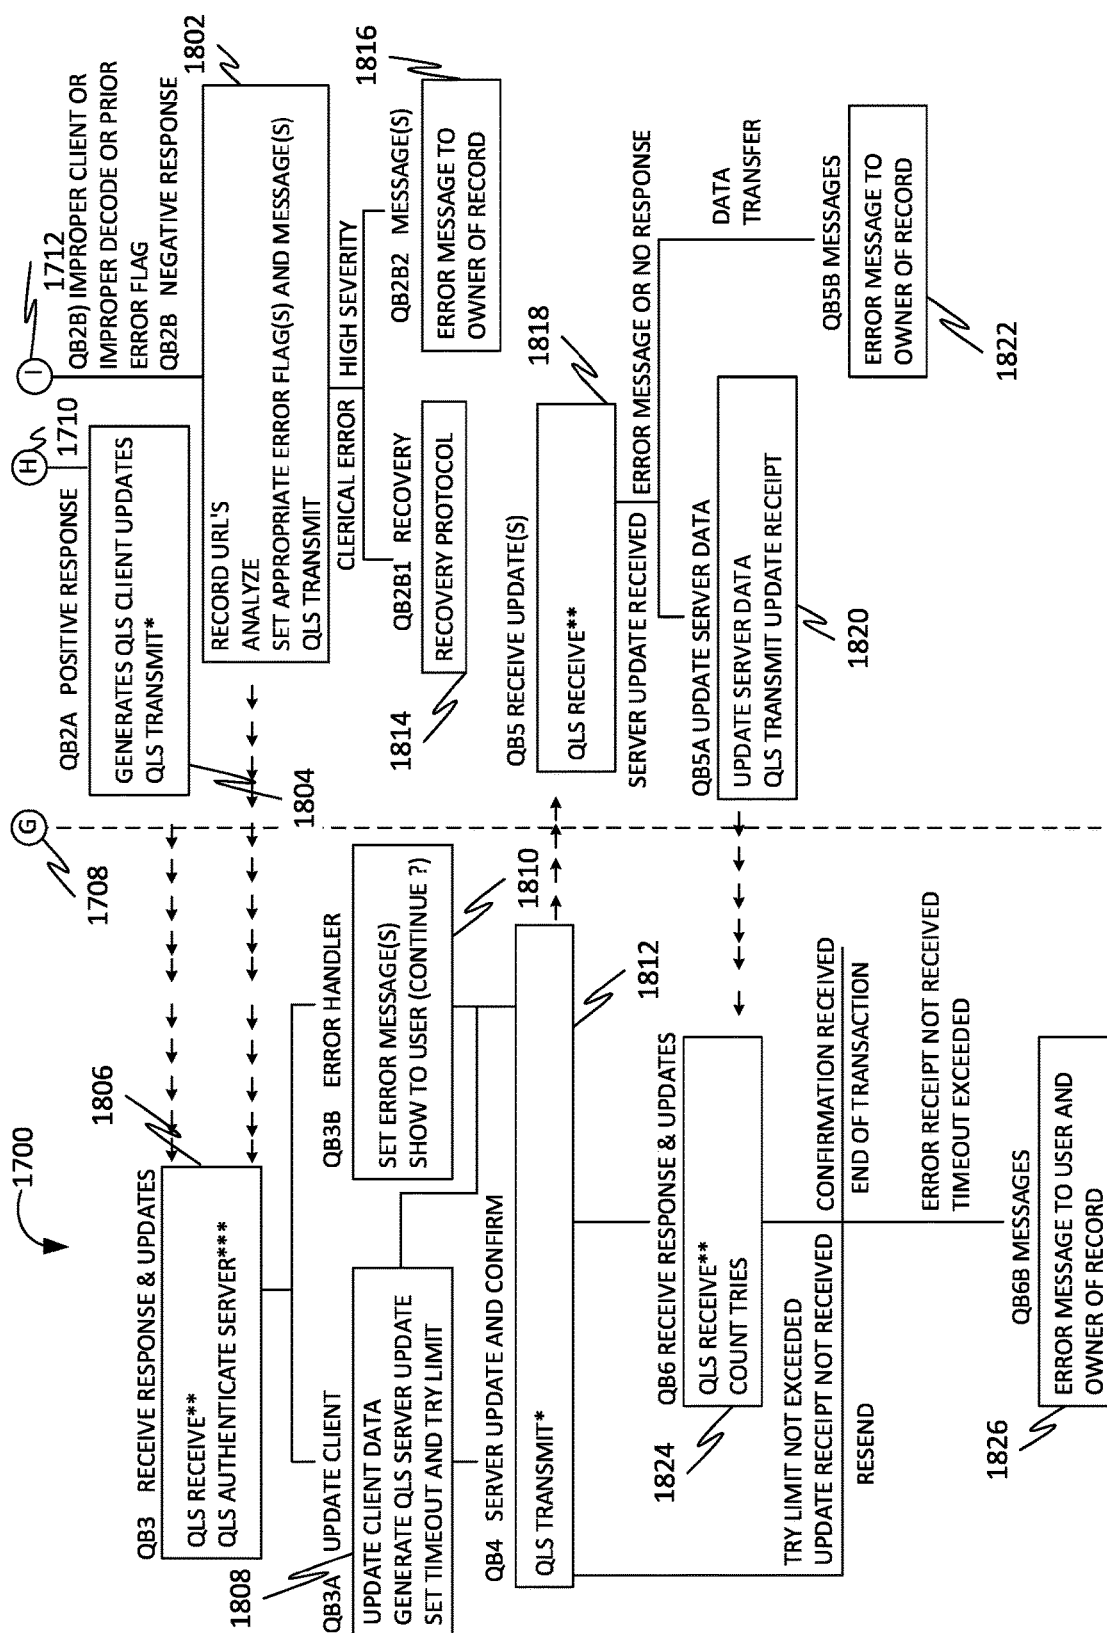 1700
G
1708
H
1710
I
1712
QB2A POSITIVE RESPONSE
GENERATES QLS CLIENT UPDATES
QLS TRANSMIT*
1804
QB2B) IMPROPER CLIENT OR
IMPROPER DECODE OR PRIOR
ERROR FLAG
QB2B NEGATIVE RESPONSE
1802
RECORD URL'S
ANALYZE
SET APPROPRIATE ERROR FLAG(S) AND MESSAGE(S)
QLS TRANSMIT
CLERICAL ERROR
HIGH SEVERITY
QB2B1 RECOVERY
RECOVERY PROTOCOL
1814
QB2B2 MESSAGE(S)
ERROR MESSAGE TO
OWNER OF RECORD
1816
QB3 RECEIVE RESPONSE & UPDATES
QLS RECEIVE**
QLS AUTHENTICATE SERVER***
1806
QB3A UPDATE CLIENT
UPDATE CLIENT DATA
GENERATE QLS SERVER UPDATE
SET TIMEOUT AND TRY LIMIT
1808
QB3B ERROR HANDLER
SET ERROR MESSAGE(S)
SHOW TO USER (CONTINUE ?)
1810
QB4 SERVER UPDATE AND CONFIRM
QLS TRANSMIT*
1812
QB5 RECEIVE UPDATE(S)
QLS RECEIVE**
1818
SERVER UPDATE RECEIVED
ERROR MESSAGE OR NO RESPONSE
QB5A UPDATE SERVER DATA
UPDATE SERVER DATA
QLS TRANSMIT UPDATE RECEIPT
1820
DATA
TRANSFER
QB5B MESSAGES
ERROR MESSAGE TO
OWNER OF RECORD
1822
QB6 RECEIVE RESPONSE & UPDATES
QLS RECEIVE**
COUNT TRIES
1824
TRY LIMIT NOT EXCEEDED
UPDATE RECEIPT NOT RECEIVED
RESEND
CONFIRMATION RECEIVED
END OF TRANSACTION
ERROR RECEIPT NOT RECEIVED
TIMEOUT EXCEEDED
QB6B MESSAGES
ERROR MESSAGE TO USER AND
OWNER OF RECORD
1826